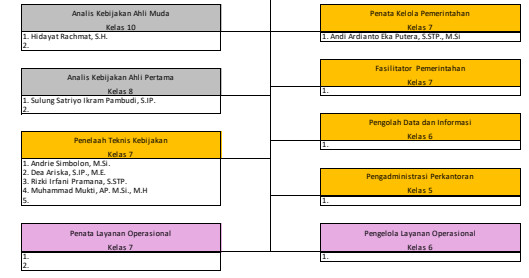 Analis Kebijakan Ahli Muda
Kelas 10
1. Hidayat Rachmat, S.H.
2.
Analis Kebijakan Ahli Pertama
Kelas 8
1. Sulung Satriyo Ikram Pambudi, S.IP.
2.
Penelaah Teknis Kebijakan
Kelas 7
1. Andrie Simbolon, M.Si.
2. Dea Ariska, S.IP., M.E.
3. Rizki Irfani Pramana, S.STP.
4. Muhammad Mukti, AP. M.Si., M.H
5.
Penata Layanan Operasional
Kelas 7
1.
2.
Penata Kelola Pemerintahan
Kelas 7
1. Andi Ardianto Eka Putera, S.STP., M.Si
Fasilitator Pemerintahan
Kelas 7
1.
Pengolah Data dan Informasi
Kelas 6
1.
Pengadministrasi Perkantoran
Kelas 5
1.
Pengelola Layanan Operasional
Kelas 6
1.